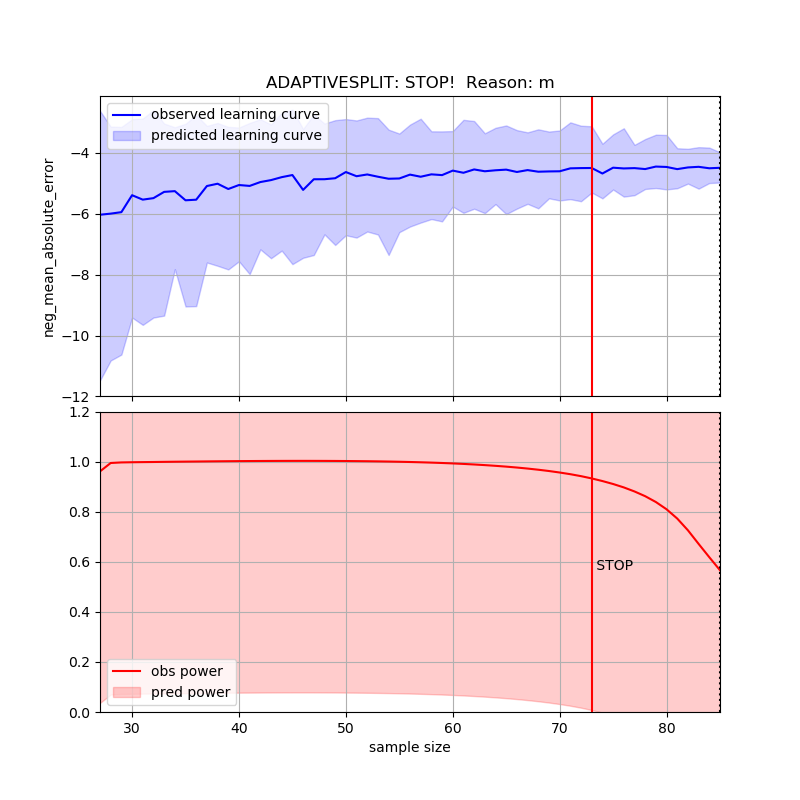 ADAPTIVESPLIT: STOP!  Reason: m
observed learning curve
predicted learning curve
neg_mean_absolute_error
−4
−6
−8
−10
−12
1.2
1.0
0.8
0.6
0.4
0.2
0.0
STOP
obs power
pred power
30 40 50 60 70 80
sample size